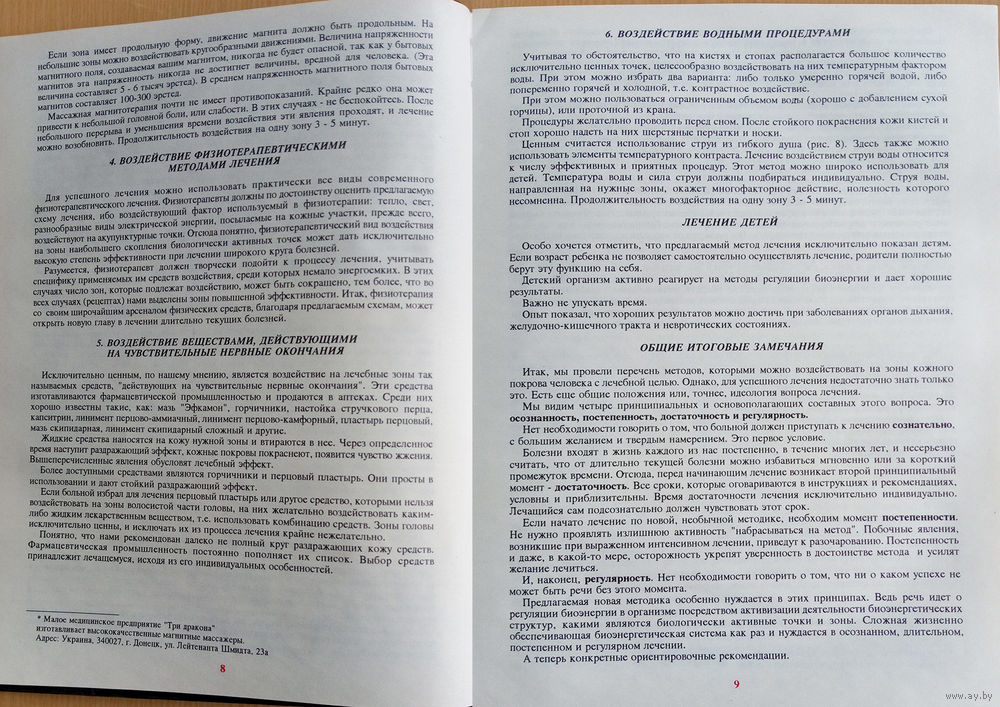 Если зона имеет продольную форму, движение магнита должно быть продольным. На
небольшие зоны можно воздействовать кругообразными движениями. Величина напряженности
магнитного поля, создаваемая вашим магнитом, никогда не будет опасной, так как у бытовых
магнитов эта напряженность никогда не достигнет величины, вредной для человека. (Эта
величина составляет 5 - 6 тысяч эрстед). В среднем напряженность магнитного поля бытовых
магнитов составляет 100-300 эрстед.
Массажная магнитотерапия почти не имеет противопоказаний. Крайне редко она может
привести к небольшой головной боли, или слабости. В этих случаях - не беспокойтесь. После
небольшого перерыва и уменьшения времени воздействия эти явления проходят, и лечение
можно возобновить. Продолжительность воздействия на одну зону 3 - 5 минут.
4. ВОЗДЕЙСТВИЕ ФИЗИОТЕРАПЕВТИЧЕСКИМИ
МЕТОДАМИ ЛЕЧЕНИЯ
Для успешного лечения можно использовать практически все виды современного
физиотерапевтического лечения. Физиотерапевты должны по достоинству оценить предлагаемую
схему лечения, ибо воздействующий фактор используемый в физиотерапии: тепло, свет,
разнообразные виды электрической энергии, посылаемые на кожные участки, прежде всего,
воздействуют на акупунктурные точки. Отсюда понятно, физиотерапевтический вид воздействия
на зоны наибольшего скопления биологически активных точек может дать исключительно
высокую степень эффективности при лечении широкого круга болезней.
Разумеется, физиотерапевт должен творчески подойти к процессу лечения, учитывать
специфику применяемых им средств воздействия, среди которых немало энергоемких. В этих
случаях число зон, которые подлежат воздействию, может быть сокращено, тем более, что во
всех случаях (рецептах) нами выделены зоны повышенной эффективности. Итак, физиотерапия
со своим широчайшим арсеналом физических средств, благодаря предлагаемым схемам, может
открыть новую главу в лечении длительно текущих болезней.
5. ВОЗДЕЙСТВИЕ ВЕЩЕСТВАМИ, ДЕЙСТВУЮЩИМИ
НА ЧУВСТВИТЕЛЬНЫЕ НЕРВНЫЕ ОКОНЧАНИЯ
Исключительно ценным, по нашему мнению, является воздействие на лечебные зоны так
называемых средств, "действующих на чувствительные нервные окончания". Эти средства
изготавливаются фармацевтической промышленностью и продаются в аптеках. Среди них
хорошо известны такие, как: мазь "Эфкамон", горчичники, настойка стручкового перца,
капситрин, линимент перцово-аммиачный, линимент перцово-камфорный, пластырь перцовый,
мазь скипидарная, линимент скипидарный сложный и другие.
Жидкие средства наносятся на кожу нужной зоны и втираются в нее. Через определенное
время наступит раздражающий эффект, кожные покровы покраснеют, появится чувство жжения.
Вышеперечисленные явления обусловят лечебный эффект.
Более доступными средствами являются горчичники и перцовый пластырь. Они просты в
использовании и дают стойкий раздражающий эффект.
Если больной избрал для лечения перцовый пластырь или другое средство, которыми нельзя
воздействовать на зоны волосистой части головы, на них желательно воздействовать каким-
либо жидким лекарственным веществом, т.е. использовать комбинацию средств. Зоны головы
исключительно ценны, и исключать их из процесса лечения крайне нежелательно.
Понятно, что нами рекомендован далеко не полный круг раздражающих кожу средств.
Фармацевтическая промышленность постоянно пополняет их список. Выбор средств
принадлежит лечащемуся, исходя из его индивидуальных особенностей.
* Малое медицинское предприятие "Три дракона"
изготавливает высококачественные магнитные массажеры.
Адрес: Украина, 340027, г. Донецк, ул. Лейтенанта Шмидта, 23а
8
6. ВОЗДЕЙСТВИЕ ВОДНЫМИ ПРОЦЕДУРАМИ
Учитывая то обстоятельство, что на кистях и стопах располагается большое количество
исключительно ценных точек, целесообразно воздействовать на них температурным фактором
воды. При этом можно избрать два варианта: либо только умеренно горячей водой, либо
попеременно горячей и холодной, т.е. контрастное воздействие.
При этом можно пользоваться ограниченным объемом воды (хорошо с добавлением сухой
горчицы), или проточной из крана.
Процедуры желательно проводить перед сном. После стойкого покраснения кожи кистей и
стоп хорошо надеть на них шерстяные перчатки и носки.
Ценным считается использование струи из гибкого душа (рис. 8). Здесь также можно
использовать элементы температурного контраста. Лечение воздействием струи воды относится
к числу эффективных и приятных процедур. Этот метод можно широко использовать для
детей. Температура воды и сила струи должны подбираться индивидуально. Струя воды,
направленная на нужные зоны, окажет многофакторное действие, полезность которого
несомненна. Продолжительность воздействия на одну зону 3 - 5 минут.
ЛЕЧЕНИЕ ДЕТЕЙ
Особо хочется отметить, что предлагаемый метод лечения исключительно показан детям.
Если возраст ребенка не позволяет самостоятельно осуществлять лечение, родители полностью
берут эту функцию на себя.
Детский организм активно реагирует на методы регуляции биоэнергии и дает хорошие
результаты.
Важно не упускать время.
Опыт показал, что хороших результатов можно достичь при заболеваниях органов дыхания,
желудочно-кишечного тракта и невротических состояниях.
ОБЩИЕ ИТОГОВЫЕ ЗАМЕЧАНИЯ
Итак, мы провели перечень методов, которыми можно воздействовать на зоны кожного
покрова человека с лечебной целью. Однако, для успешного лечения недостаточно знать только
это. Есть еще общие положения или, точнее, идеология вопроса лечения.
Мы видим четыре принципиальных и основополагающих составных этого вопроса. Это
осознанность, постепенность, достаточность и регулярность.
Нет необходимости говорить о том, что больной должен приступать к лечению сознательно,
с большим желанием и твердым намерением. Это первое условие.
Болезни входят в жизнь каждого из нас постепенно, в течение многих лет, и несерьезно
считать, что от длительно текущей болезни можно избавиться мгновенно или за короткий
промежуток времени. Отсюда, перед начинающим лечение возникает второй принципиальный
момент - достаточность. Все сроки, которые оговариваются в инструкциях и рекомендациях,
условны и приблизительны. Время достаточности лечения исключительно индивидуально.
Лечащийся сам подсознательно должен чувствовать этот срок.
Если начато лечение по новой, необычной методике, необходим момент постепенности.
Не нужно проявлять излишнюю активность "набрасываться на метод". Побочные явления,
возникшие при выраженном интенсивном лечении, приведут к разочарованию. Постепенность
и даже, в какой-то мере, осторожность укрепят уверенность в достоинстве метода и усилят
желание лечиться.
И, наконец, регулярность. Нет необходимости говорить о том, что ни о каком успехе не
может быть речи без этого момента.
Предлагаемая новая методика особенно нуждается в этих принципах. Ведь речь идет о
регуляции биоэнергии в организме посредством активизации деятельности биоэнергетических
структур, какими являются биологически активные точки и зоны. Сложная жизненно
обеспечивающая биоэнергетическая система как раз и нуждается в осознанном, длительном,
постепенном и регулярном лечении.
А теперь конкретные ориентировочные рекомендации.
9
www.ay.by